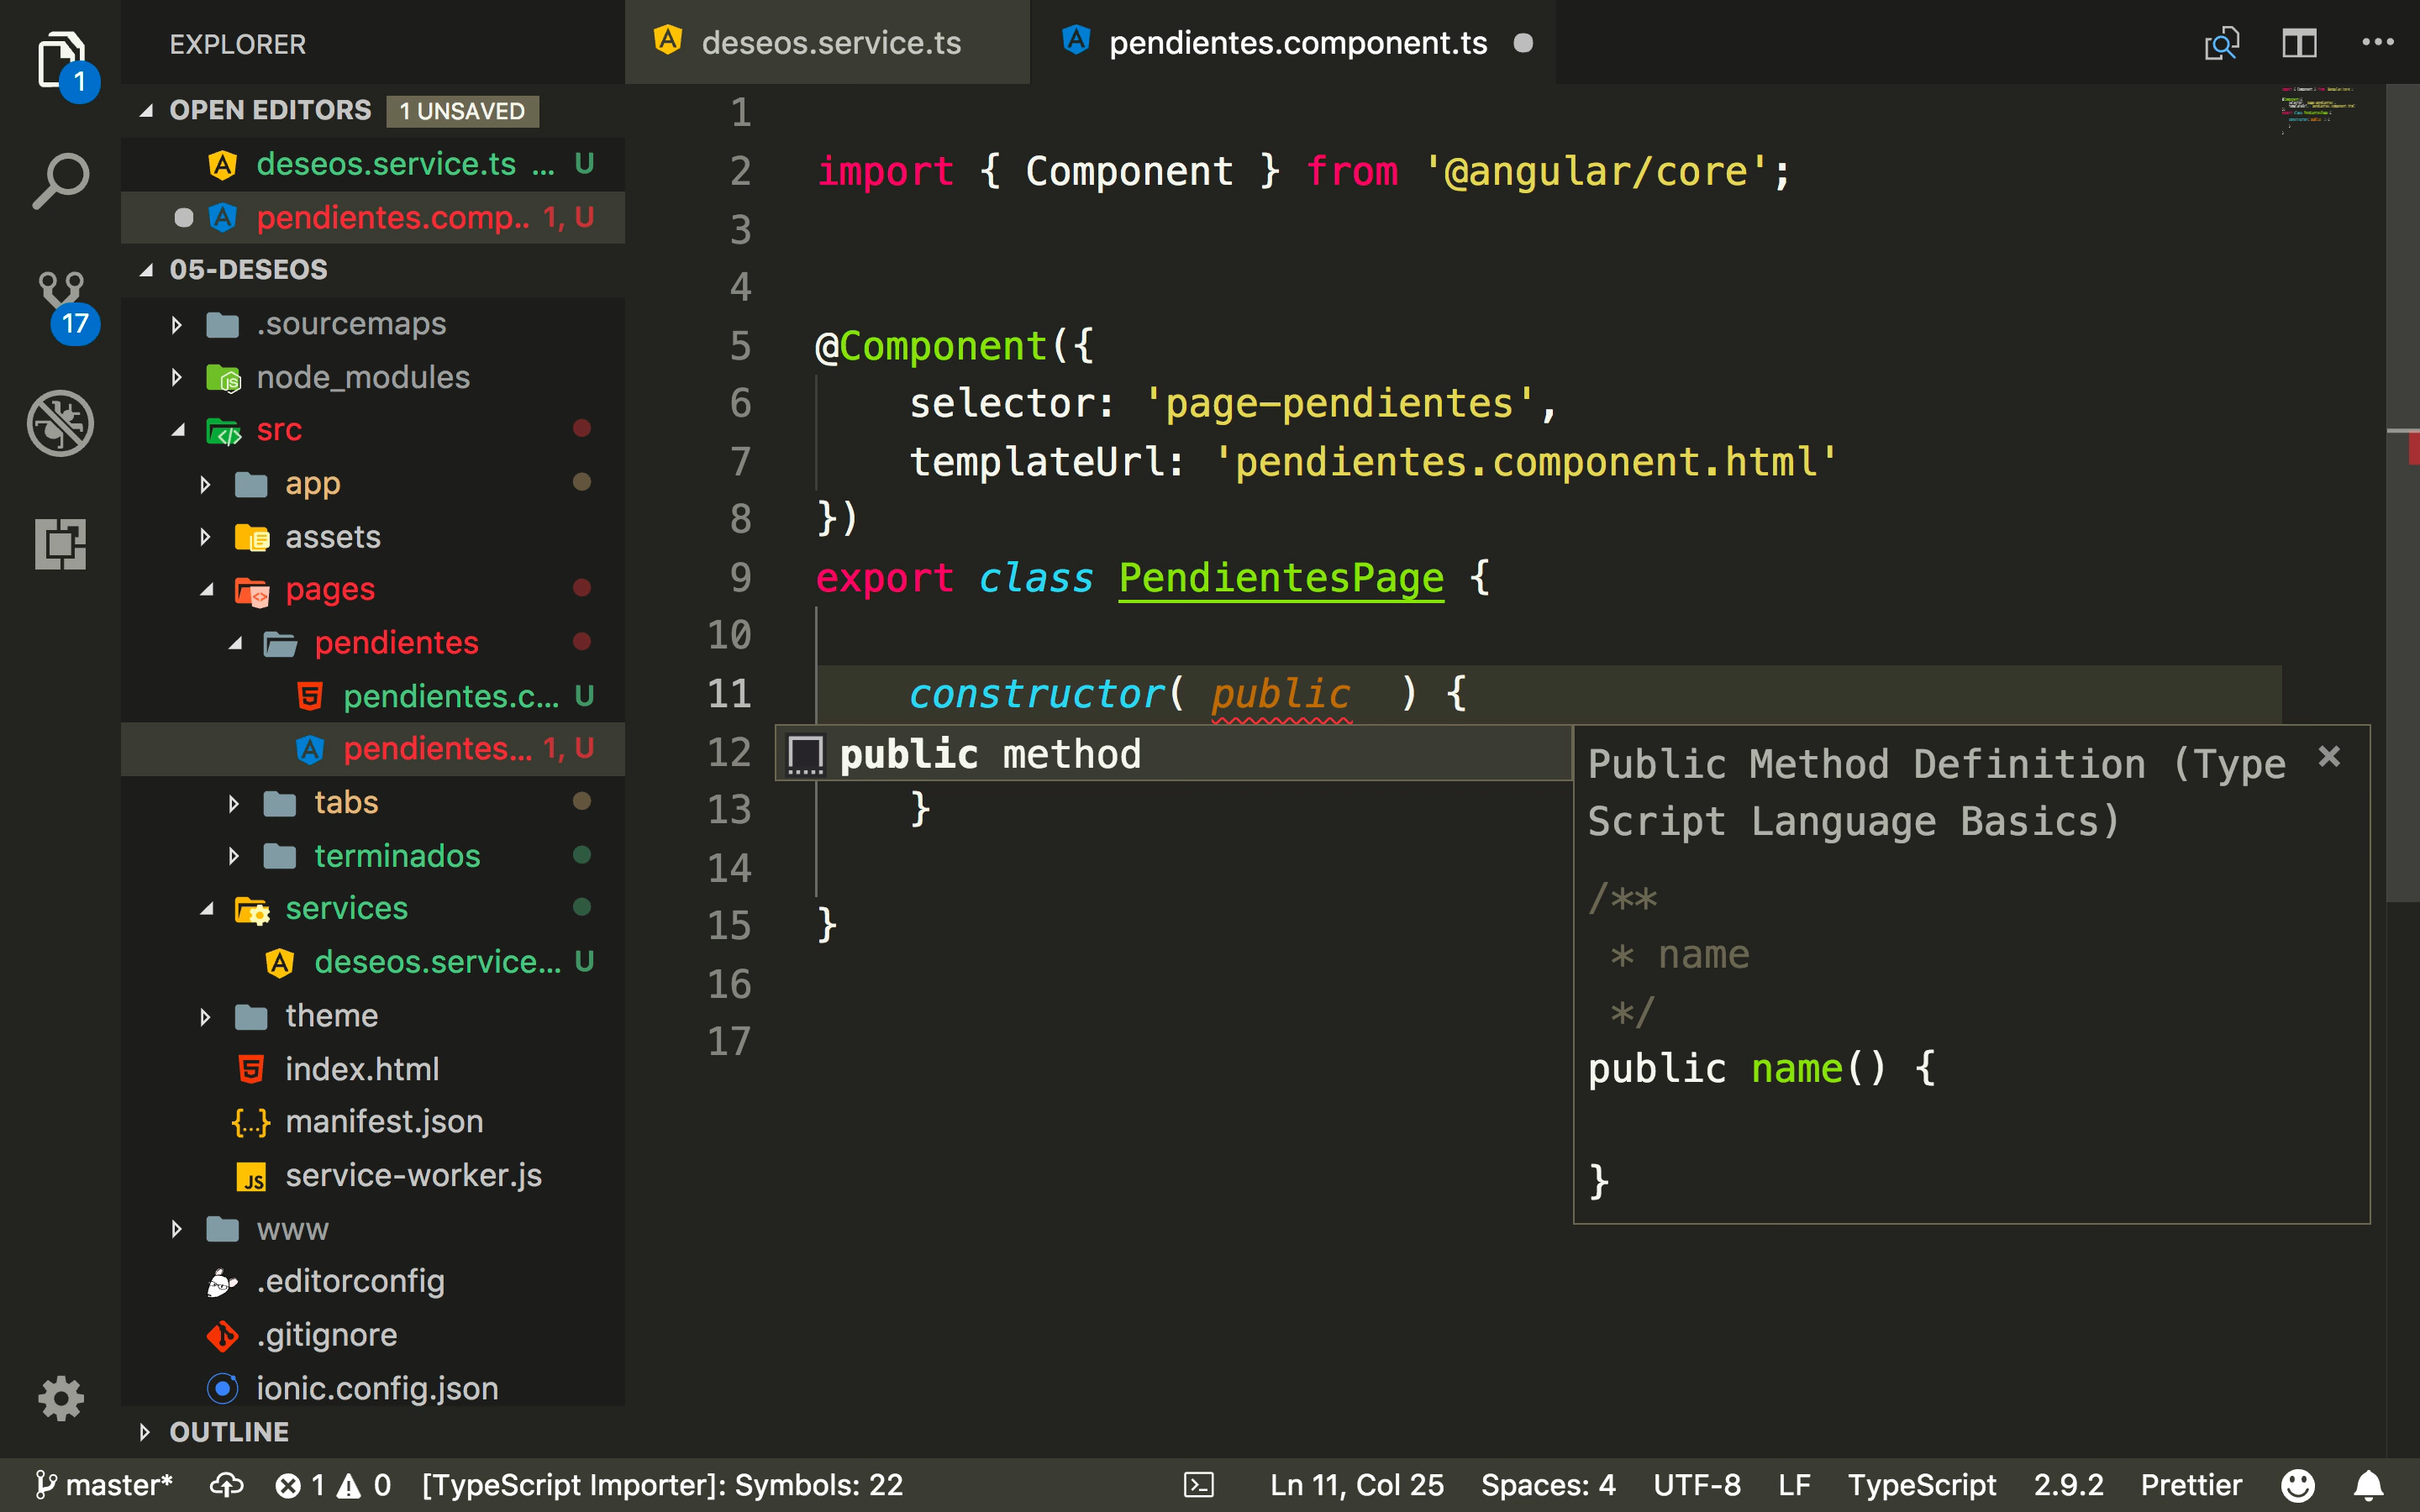 EXPLORER
OPEN EDITORS 1 UNSAVED
deseos.service.ts ... U
pendientes.comp.. 1, U
05-DESEOS
.sourcemaps
node_modules
src
app
assets
pages
pendientes
pendientes.c... U
pendientes... 1, U
tabs
terminados
services
deseos.service... U
theme
index.html
manifest.json
service-worker.js
www
.editorconfig
.gitignore
ionic.config.json
OUTLINE
1
17
deseos.service.ts
pendientes.component.ts
1
2 import { Component } from '@angular/core';
3
4
5 @Component({
6 selector: 'page-pendientes',
7 templateUrl: 'pendientes.component.html'
8 })
9 export class PendientesPage {
10
11 constructor( public ) {
12 public method
13 }
14
15 }
16
17
Public Method Definition (Type
Script Language Basics)
/**
* name
*/
public name() {
}
master* 1 0 [TypeScript Importer]: Symbols: 22 Ln 11, Col 25 Spaces: 4 UTF-8 LF TypeScript 2.9.2 Prettier